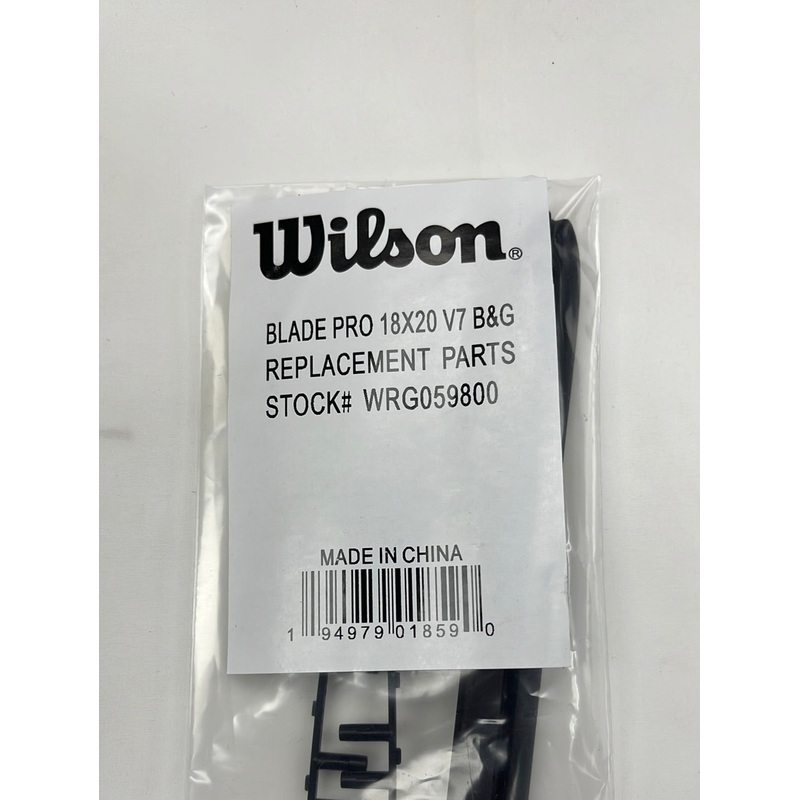 Wilson®
BLADE PRO 18X20 V7 B&G
REPLACEMENT PARTS
STOCK# WRG059800
MADE IN CHINA
1 94979 01859 0